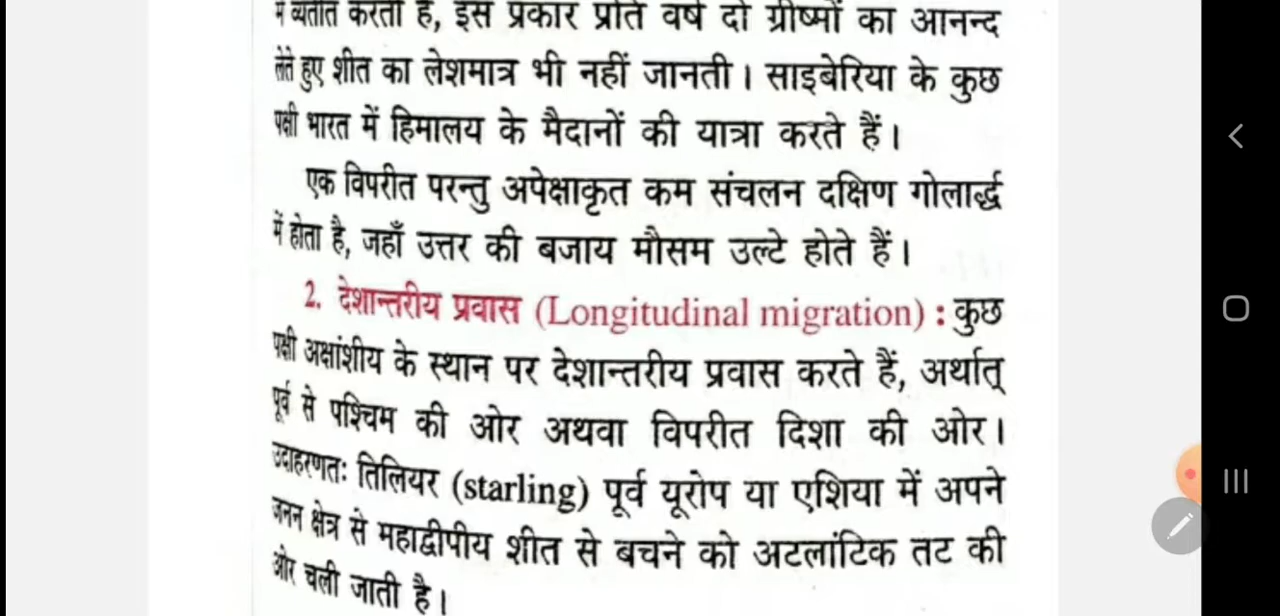 में व्यतीत करती है, इस प्रकार प्रति वर्ष दो ग्रीष्मों का आनन्द
लेते हुए शीत का लेशमात्र भी नहीं जानती। साइबेरिया के कुछ
पक्षी भारत में हिमालय के मैदानों की यात्रा करते हैं।
एक विपरीत परन्तु अपेक्षाकृत कम संचलन दक्षिण गोलार्द्ध
में होता है, जहाँ उत्तर की बजाय मौसम उल्टे होते हैं।
2. देशान्तरीय प्रवास (Longitudinal migration) : कुछ
पक्षी अक्षांशीय के स्थान पर देशान्तरीय प्रवास करते हैं, अर्थात्
पूर्व से पश्चिम की ओर अथवा विपरीत दिशा की ओर।
उदाहरणतः तिलियर (starling) पूर्व यूरोप या एशिया में अपने
जनन क्षेत्र से महाद्वीपीय शीत से बचने को अटलांटिक तट की
ओर चली जाती है।